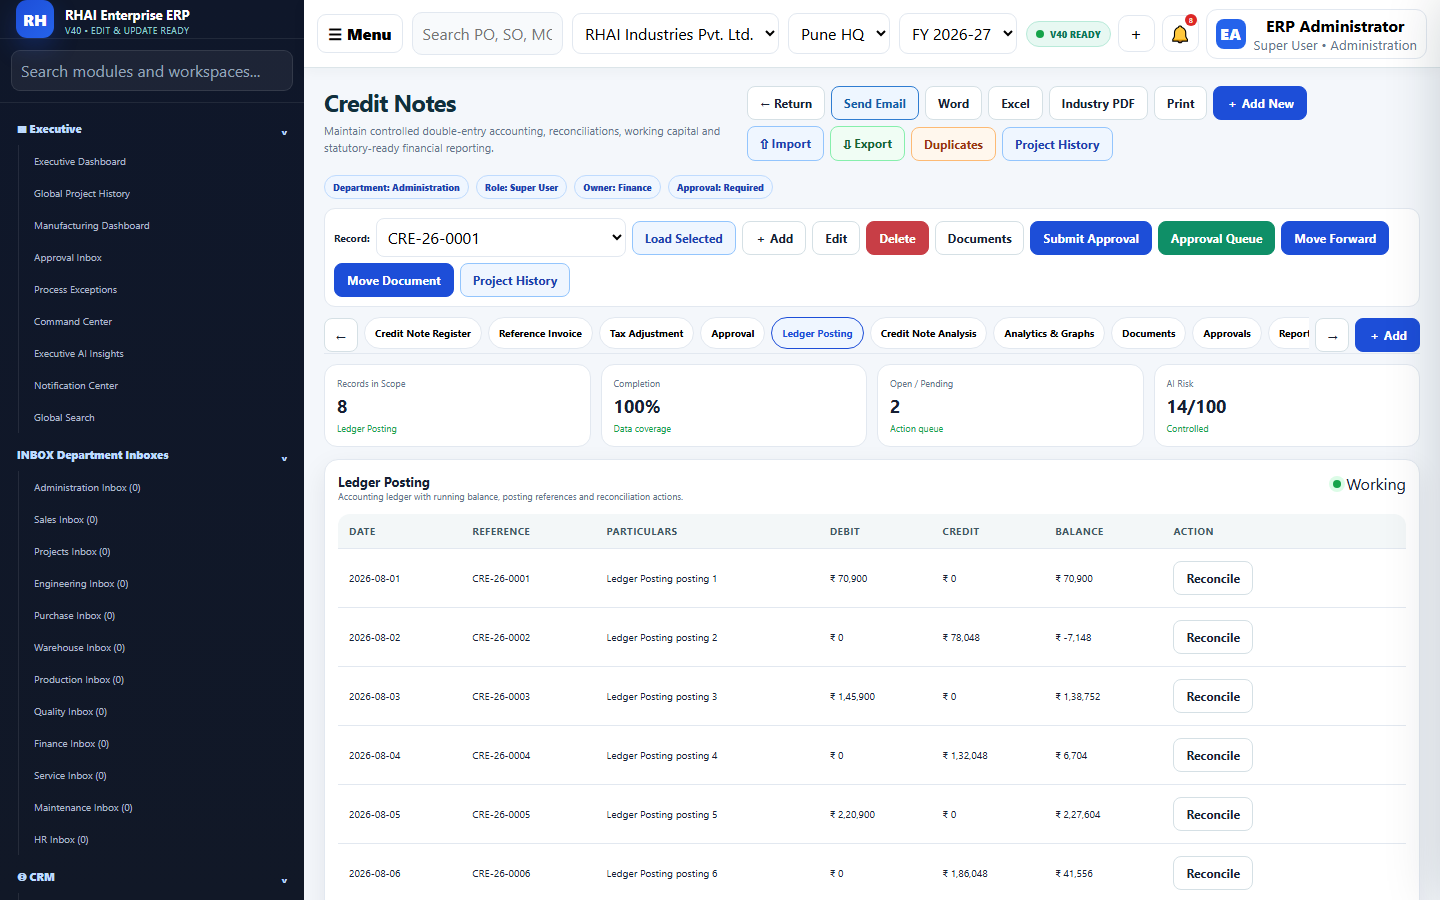 RH
RHAI Enterprise ERP
V40 • EDIT & UPDATE READY
Search modules and workspaces...
Executive
Executive Dashboard
Global Project History
Manufacturing Dashboard
Approval Inbox
Process Exceptions
Command Center
Executive AI Insights
Notification Center
Global Search
INBOX Department Inboxes
Administration Inbox (0)
Sales Inbox (0)
Projects Inbox (0)
Engineering Inbox (0)
Purchase Inbox (0)
Warehouse Inbox (0)
Production Inbox (0)
Quality Inbox (0)
Finance Inbox (0)
Service Inbox (0)
Maintenance Inbox (0)
HR Inbox (0)
CRM
☰ Menu
Search PO, SO, MC
RHAI Industries Pvt. Ltd.
Pune HQ
FY 2026-27
V40 READY
+
8
EA
ERP Administrator
Super User • Administration
Credit Notes
Maintain controlled double-entry accounting, reconciliations, working capital and
statutory-ready financial reporting.
← Return
Send Email
Word
Excel
Industry PDF
Print
+ Add New
⇧ Import
⇩ Export
Duplicates
Project History
Department: Administration
Role: Super User
Owner: Finance
Approval: Required
Record:
CRE-26-0001
Load Selected
+ Add
Edit
Delete
Documents
Submit Approval
Approval Queue
Move Forward
Move Document
Project History
←
Credit Note Register
Reference Invoice
Tax Adjustment
Approval
Ledger Posting
Credit Note Analysis
Analytics & Graphs
Documents
Approvals
Report
→
+ Add
Records in Scope
8
Ledger Posting
Completion
100%
Data coverage
Open / Pending
2
Action queue
AI Risk
14/100
Controlled
Ledger Posting
Accounting ledger with running balance, posting references and reconciliation actions.
Working
DATE REFERENCE PARTICULARS DEBIT CREDIT BALANCE ACTION
2026-08-01 CRE-26-0001 Ledger Posting posting 1 ₹ 70,900 ₹ 0 ₹ 70,900 Reconcile
2026-08-02 CRE-26-0002 Ledger Posting posting 2 ₹ 0 ₹ 78,048 ₹ -7,148 Reconcile
2026-08-03 CRE-26-0003 Ledger Posting posting 3 ₹ 1,45,900 ₹ 0 ₹ 1,38,752 Reconcile
2026-08-04 CRE-26-0004 Ledger Posting posting 4 ₹ 0 ₹ 1,32,048 ₹ 6,704 Reconcile
2026-08-05 CRE-26-0005 Ledger Posting posting 5 ₹ 2,20,900 ₹ 0 ₹ 2,27,604 Reconcile
2026-08-06 CRE-26-0006 Ledger Posting posting 6 ₹ 0 ₹ 1,86,048 ₹ 41,556 Reconcile